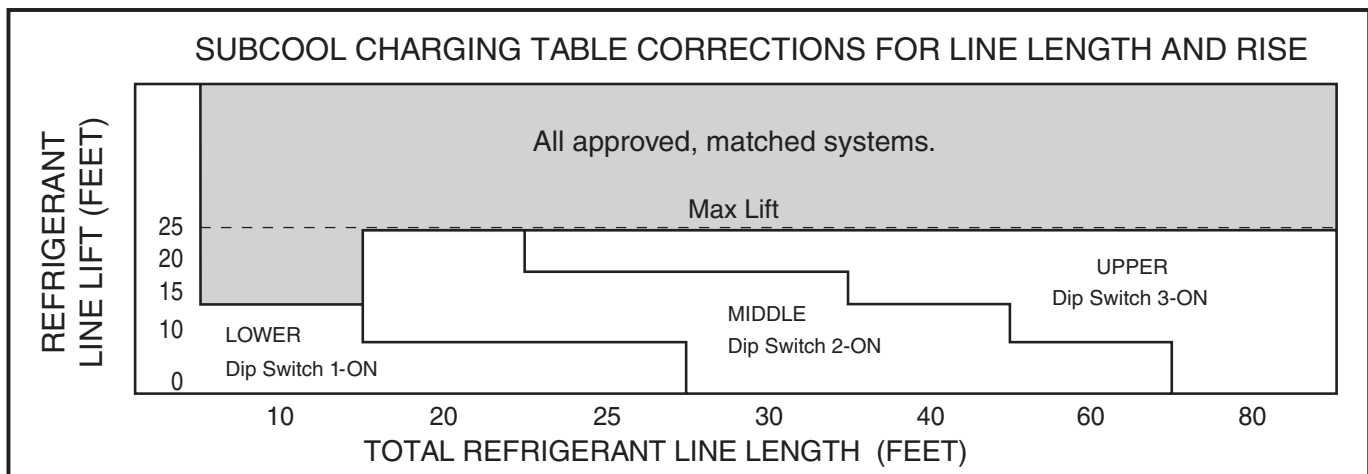 SUBCOOL CHARGING TABLE CORRECTIONS FOR LINE LENGTH AND RISE
REFRIGERANT
LINE LIFT (FEET)
All approved, matched systems.
Max Lift
25
20
15
10
0
UPPER
Dip Switch 3-ON
MIDDLE
Dip Switch 2-ON
LOWER
Dip Switch 1-ON
10 20 25 30 40 60 80
TOTAL REFRIGERANT LINE LENGTH (FEET)